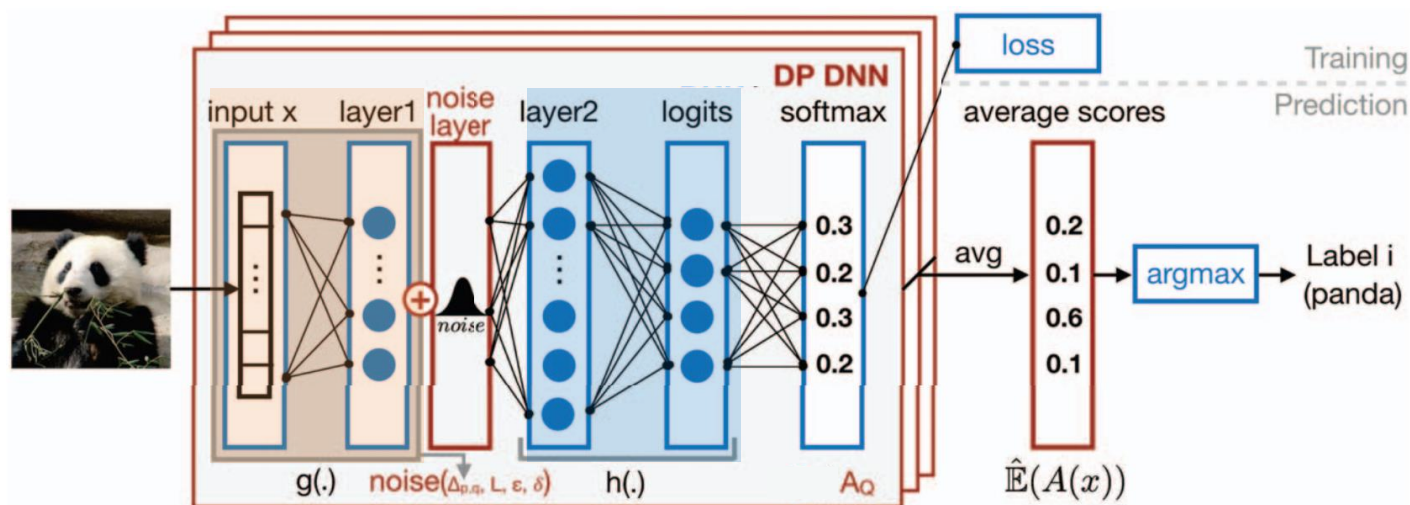 loss
Training
Prediction
DP DNN
input x
layer1
noise
layer
layer2
logits
softmax
average scores
...
...
+
noise
...
0.3
0.2
0.3
0.2
avg
0.2
0.1
0.6
0.1
argmax
Label i
(panda)
g(.)
noise(Δp,q, L, ε, δ)
h(.)
AQ
Ê(A(x))